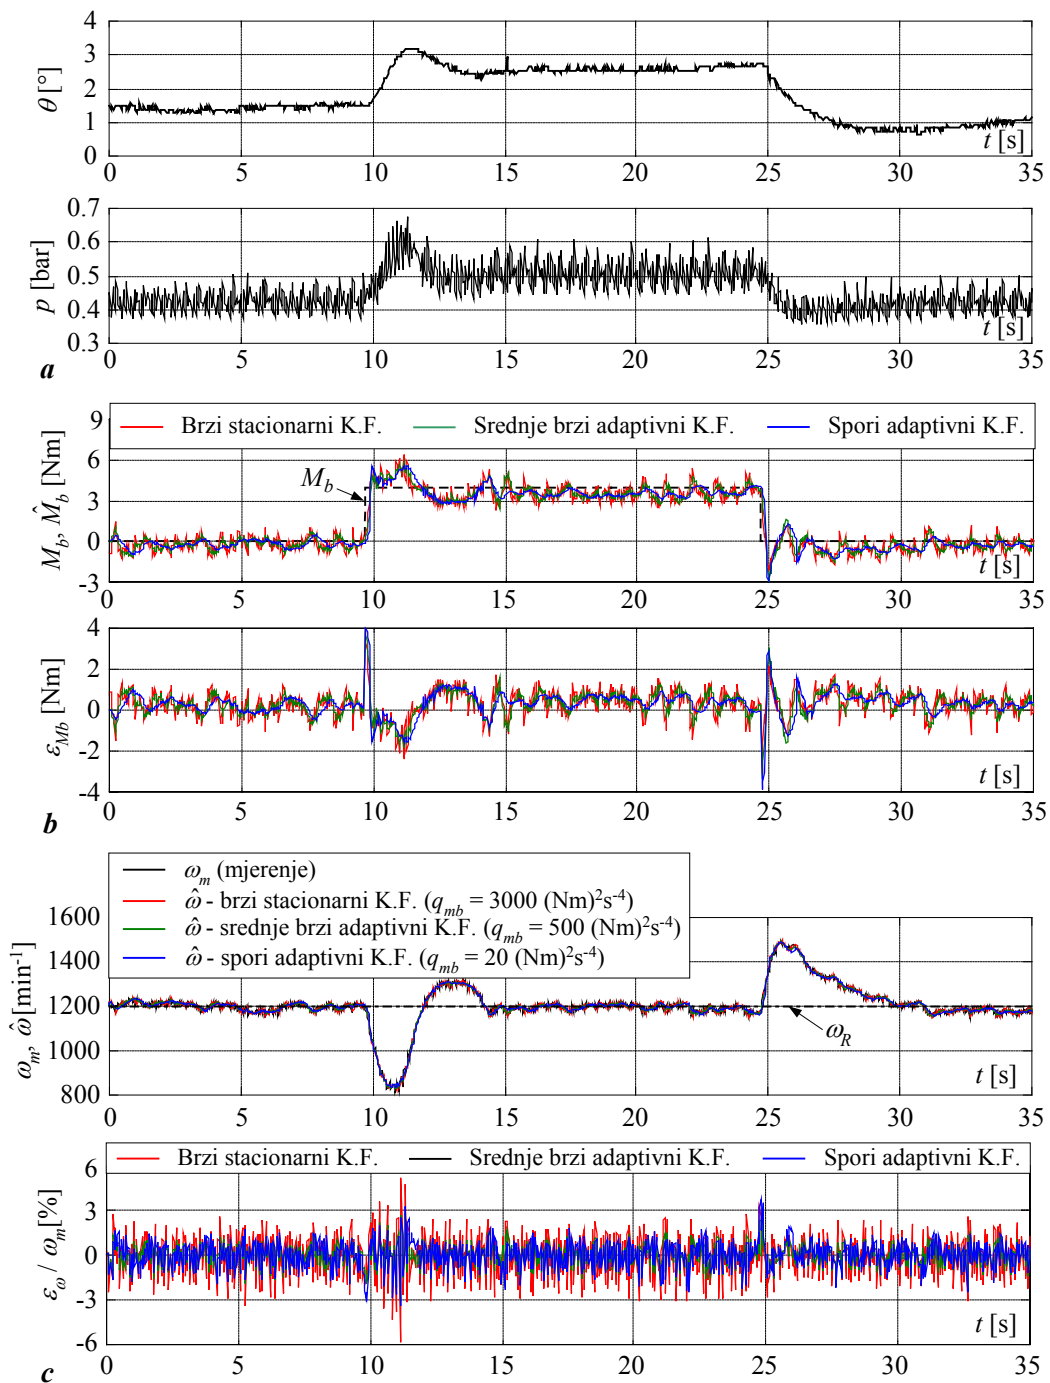 4
3
2
1
0
θ [°]
t [s]
0 5 10 15 20 25 30 35
0.7
0.6
0.5
0.4
0.3
p [bar]
t [s]
0 5 10 15 20 25 30 35
a
Brzi stacionarni K.F. Srednje brzi adaptivni K.F. Spori adaptivni K.F.
9
6
3
0
-3
M_b, M̂_b [Nm]
M_b
t [s]
0 5 10 15 20 25 30 35
4
2
0
-2
-4
ε_Mb [Nm]
t [s]
0 5 10 15 20 25 30 35
b
ω_m (mjerenje)
ω̂ - brzi stacionarni K.F. (q_mb = 3000 (Nm)²s⁻⁴)
ω̂ - srednje brzi adaptivni K.F. (q_mb = 500 (Nm)²s⁻⁴)
ω̂ - spori adaptivni K.F. (q_mb = 20 (Nm)²s⁻⁴)
1600
1400
1200
1000
800
ω_m, ω̂ [min⁻¹]
ω_R
t [s]
0 5 10 15 20 25 30 35
Brzi stacionarni K.F. Srednje brzi adaptivni K.F. Spori adaptivni K.F.
6
3
0
-3
-6
ε_ω / ω_m[%]
t [s]
0 5 10 15 20 25 30 35
c